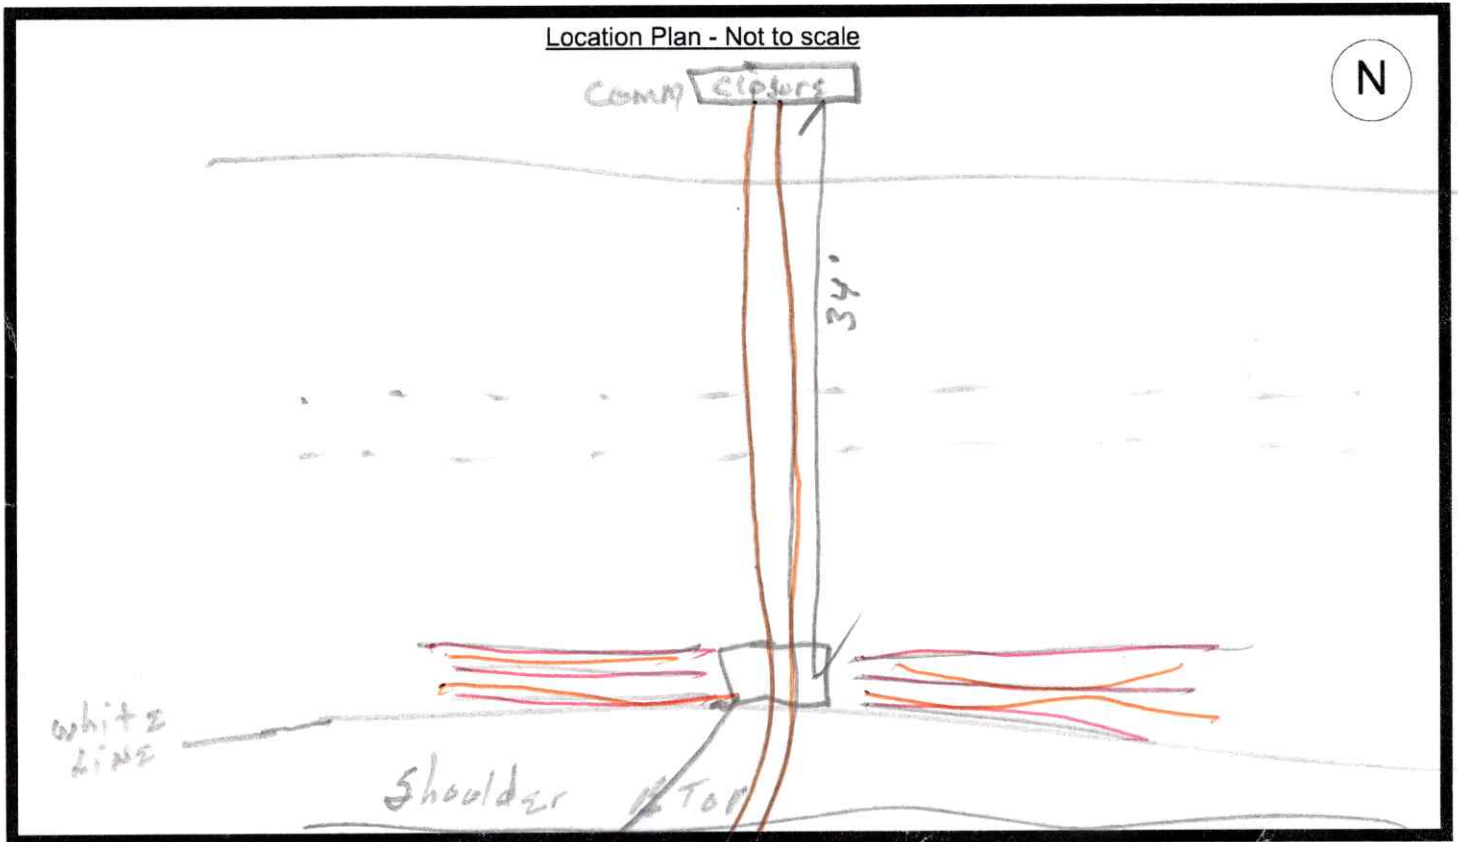 Location Plan - Not to scale
N
Comm
Closure
34'
white
Line
Shoulder
Top